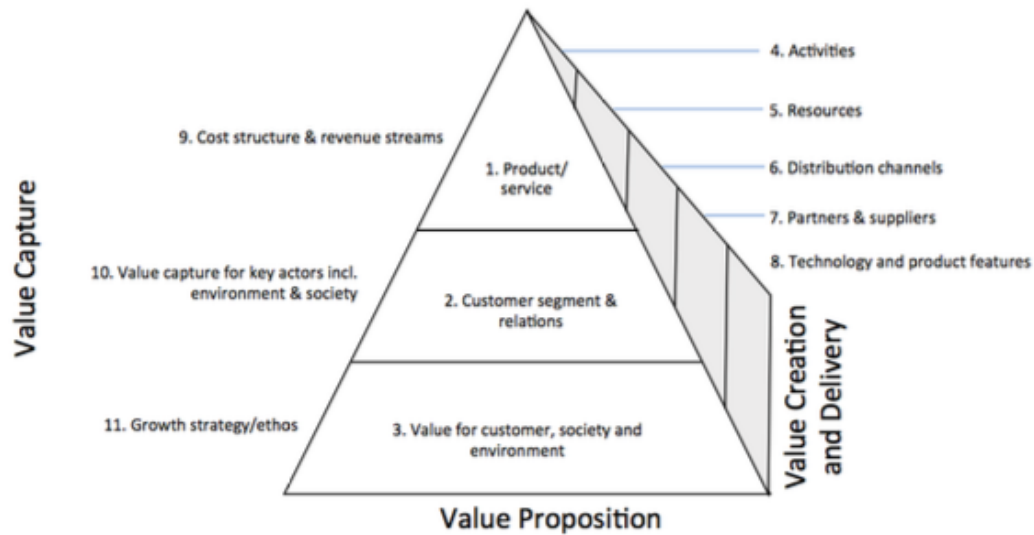 4. Activities
5. Resources
9. Cost structure & revenue streams
1. Product/
service
6. Distribution channels
7. Partners & suppliers
Value Capture
10. Value capture for key actors incl.
environment & society
8. Technology and product features
2. Customer segment &
relations
Value Creation
and Delivery
11. Growth strategy/ethos
3. Value for customer, society and
environment
Value Proposition